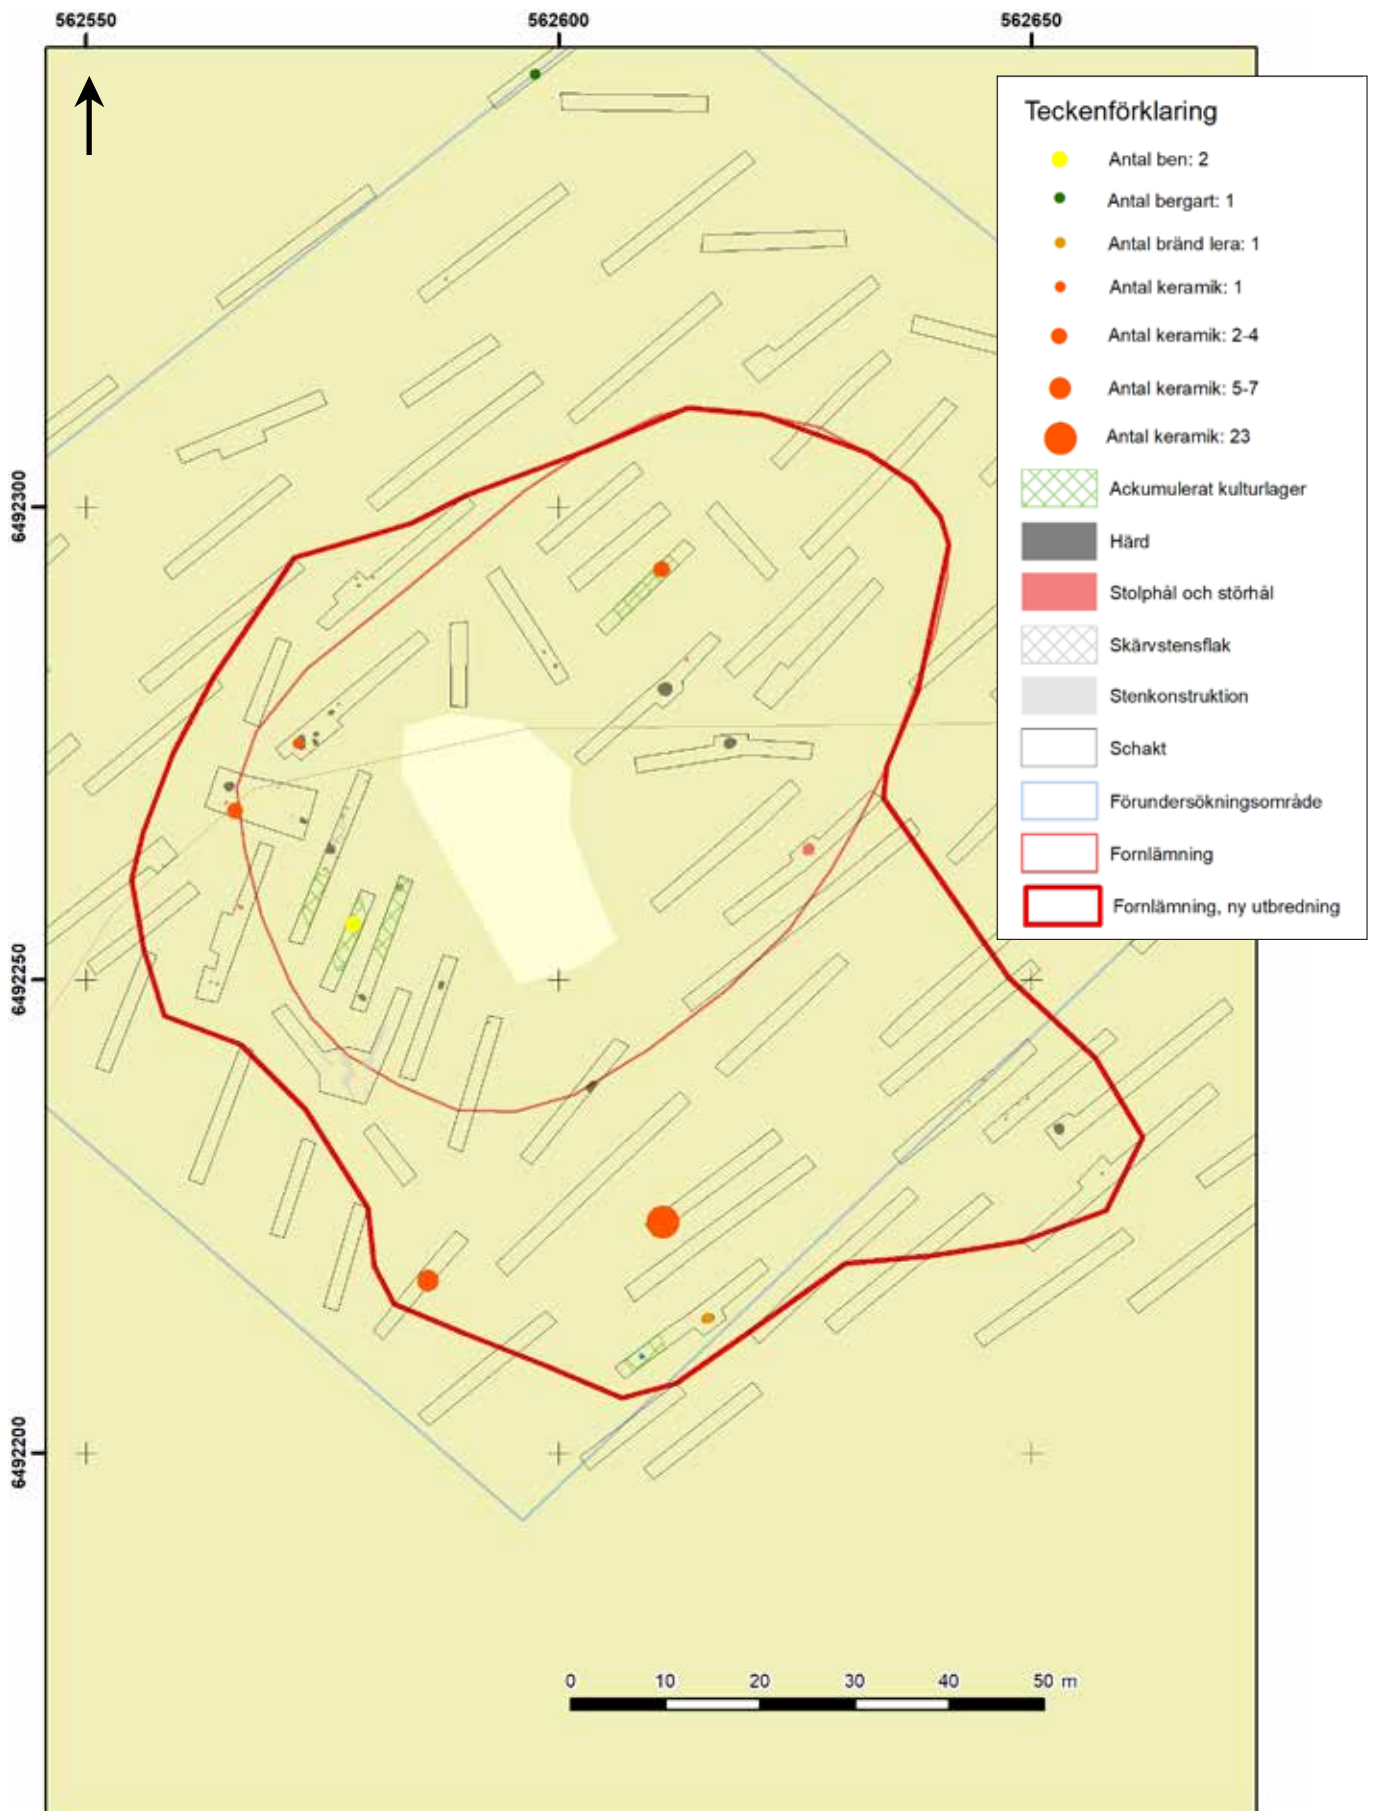 562550 562600 562650
Teckenförklaring
Antal ben: 2
Antal bergart: 1
Antal bränd lera: 1
Antal keramik: 1
Antal keramik: 2-4
Antal keramik: 5-7
Antal keramik: 23
Ackumulerat kulturlager
Härd
Stolphål och störhål
Skärvstensflak
Stenkonstruktion
Schakt
Förundersökningsområde
Fornlämning
Fornlämning, ny utbredning
6492300
6492250
6492200
0 10 20 30 40 50 m